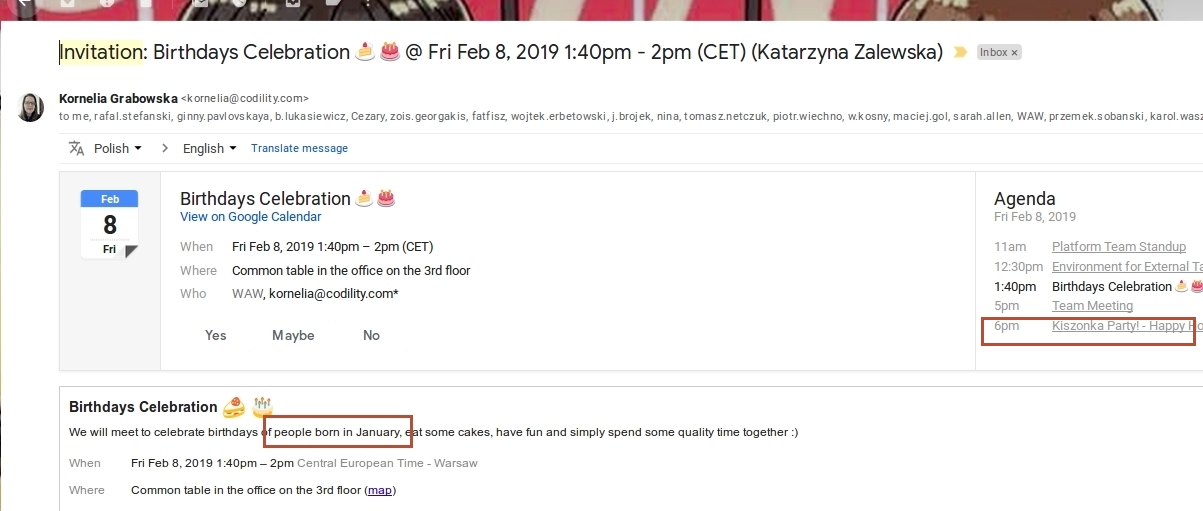 Invitation: Birthdays Celebration 🍰🎂 @ Fri Feb 8, 2019 1:40pm - 2pm (CET) (Katarzyna Zalewska) Inbox ×
Kornelia Grabowska <kornelia@codility.com>
to me, rafal.stefanski, ginny.pavlovskaya, b.lukasiewicz, Cezary, zois.georgakis, fatfisz, wojtek.erbetowski, j.brojek, nina, tomasz.netczuk, piotr.wiechno, w.kosny, maciej.gol, sarah.allen, WAW, przemek.sobanski, karol.wasz
Polish > English Translate message
Feb
8
Fri
Birthdays Celebration 🍰🎂
View on Google Calendar
When Fri Feb 8, 2019 1:40pm – 2pm (CET)
Where Common table in the office on the 3rd floor
Who WAW, kornelia@codility.com*
Yes Maybe No
Agenda
Fri Feb 8, 2019
11am Platform Team Standup
12:30pm Environment for External Ta
1:40pm Birthdays Celebration 🍰🎂
5pm Team Meeting
6pm Kiszonka Party! - Happy Ho
Birthdays Celebration 🍰🎂
We will meet to celebrate birthdays of people born in January, eat some cakes, have fun and simply spend some quality time together :)
When Fri Feb 8, 2019 1:40pm – 2pm Central European Time - Warsaw
Where Common table in the office on the 3rd floor (map)